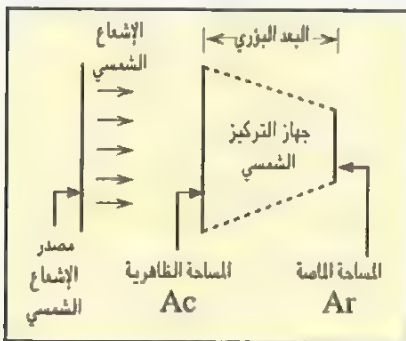 الإشعاع
الشمسي
البعد البؤري
جهاز التركيز
الشمسي
مصدر
الإشعاع
الشمسي
المساحة الظاهرية
Ac
المساحة الماصة
Ar